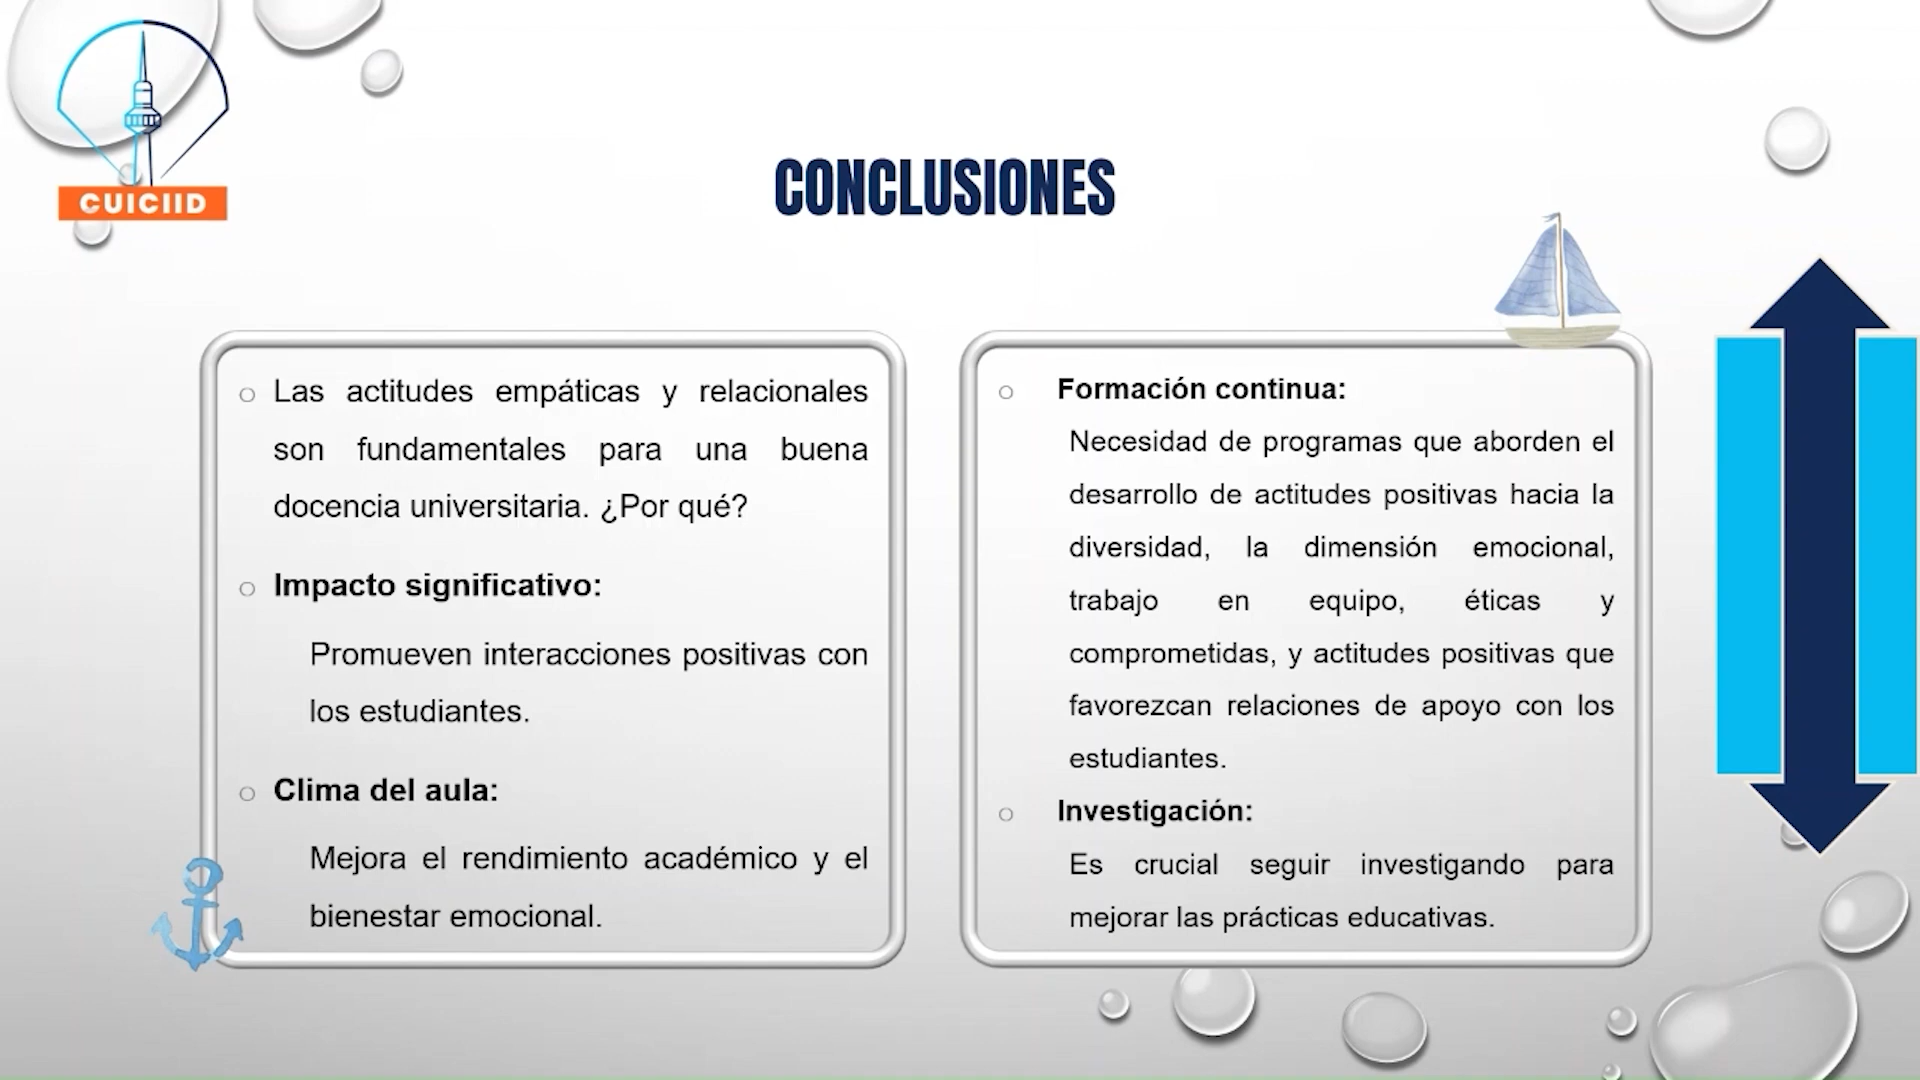 CUICIID
CONCLUSIONES
○ Las actitudes empáticas y relacionales
son fundamentales para una buena
docencia universitaria. ¿Por qué?
○ Impacto significativo:
Promueven interacciones positivas con
los estudiantes.
○ Clima del aula:
Mejora el rendimiento académico y el
bienestar emocional.
○ Formación continua:
Necesidad de programas que aborden el
desarrollo de actitudes positivas hacia la
diversidad, la dimensión emocional,
trabajo en equipo, éticas y
comprometidas, y actitudes positivas que
favorezcan relaciones de apoyo con los
estudiantes.
○ Investigación:
Es crucial seguir investigando para
mejorar las prácticas educativas.